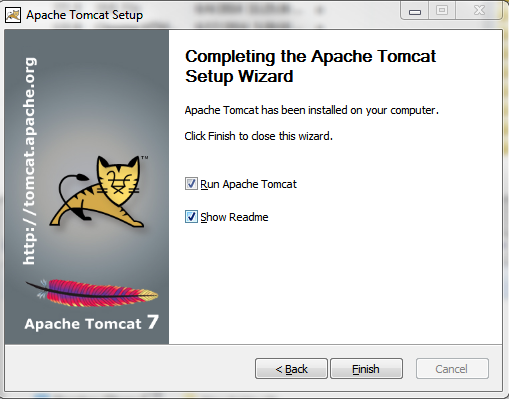 Apache Tomcat Setup
http://tomcat.apache.org
TM
Apache Tomcat 7
Completing the Apache Tomcat
Setup Wizard
Apache Tomcat has been installed on your computer.
Click Finish to close this wizard.
Run Apache Tomcat
Show Readme
< Back
Finish
Cancel